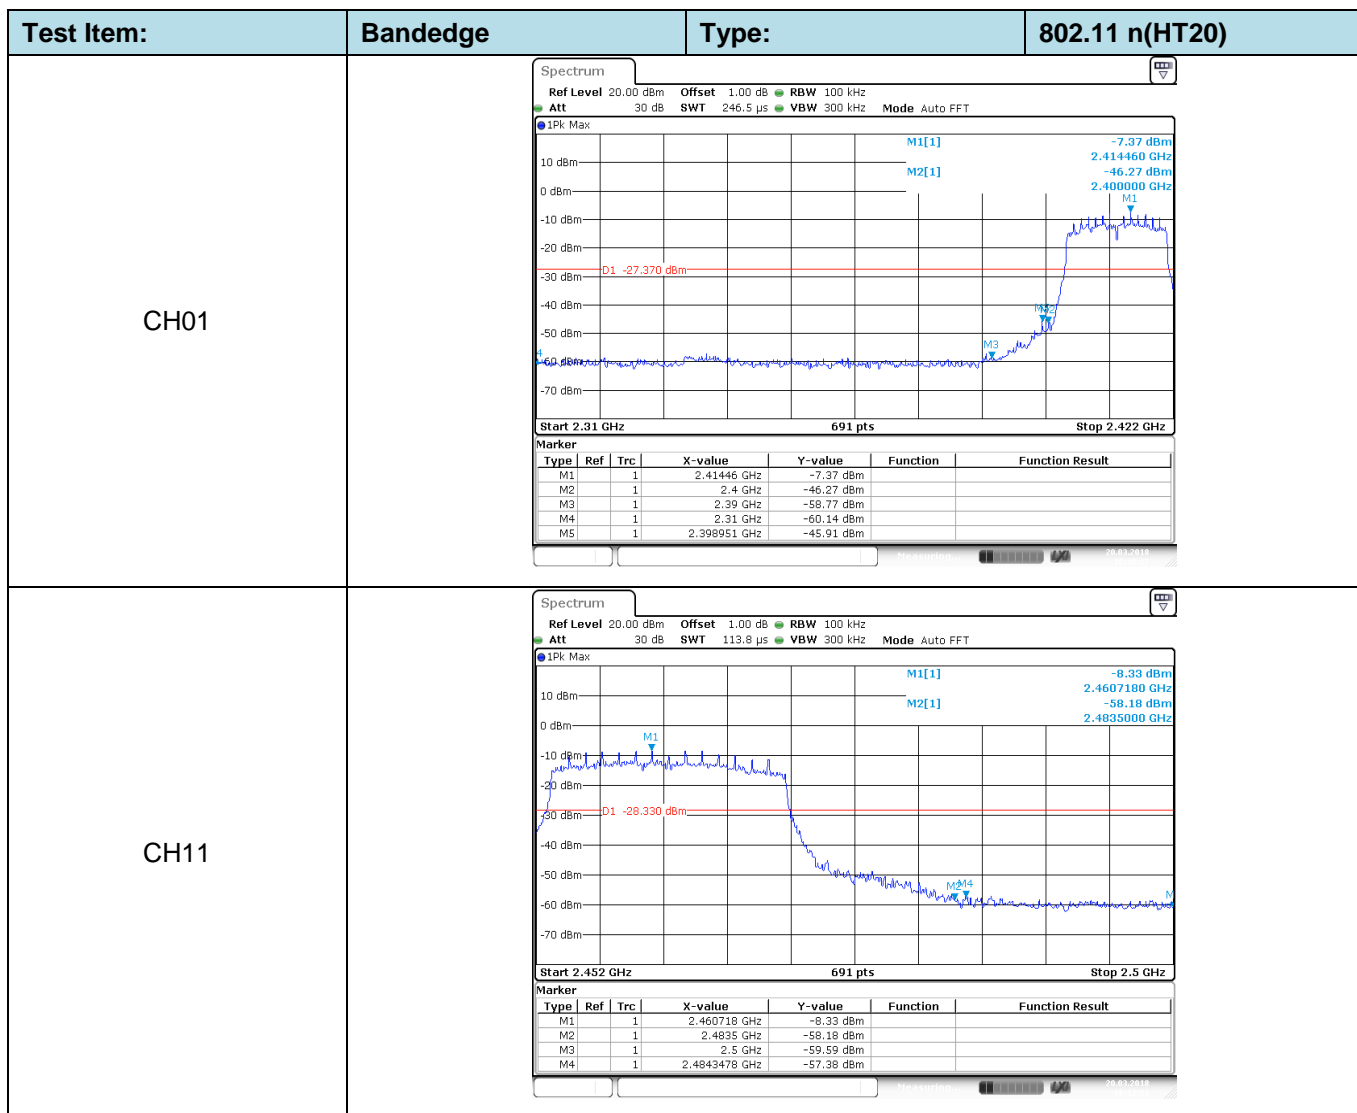 Test Item: Bandedge Type: 802.11 n(HT20)
CH01
Spectrum
Ref Level 20.00 dBm Offset 1.00 dB RBW 100 kHz
Att 30 dB SWT 246.5 µs VBW 300 kHz Mode Auto FFT
1Pk Max
M1[1] -7.37 dBm
2.414460 GHz
M2[1] -46.27 dBm
2.400000 GHz
M1
10 dBm
0 dBm
-10 dBm
-20 dBm
D1 -27.370 dBm
-30 dBm
-40 dBm
-50 dBm
M3
4
-60 dBm
-70 dBm
Start 2.31 GHz 691 pts Stop 2.422 GHz
Marker
Type Ref Trc X-value Y-value Function Function Result
M1 1 2.41446 GHz -7.37 dBm
M2 1 2.4 GHz -46.27 dBm
M3 1 2.39 GHz -58.77 dBm
M4 1 2.31 GHz -60.14 dBm
M5 1 2.398951 GHz -45.91 dBm
Measuring... 20.03.2018
CH11
Spectrum
Ref Level 20.00 dBm Offset 1.00 dB RBW 100 kHz
Att 30 dB SWT 113.8 µs VBW 300 kHz Mode Auto FFT
1Pk Max
M1[1] -8.33 dBm
2.4607180 GHz
M2[1] -58.18 dBm
2.4835000 GHz
10 dBm
0 dBm
M1
-10 dBm
-20 dBm
D1 -28.330 dBm
-30 dBm
-40 dBm
-50 dBm
M2 M4
M
-60 dBm
-70 dBm
Start 2.452 GHz 691 pts Stop 2.5 GHz
Marker
Type Ref Trc X-value Y-value Function Function Result
M1 1 2.460718 GHz -8.33 dBm
M2 1 2.4835 GHz -58.18 dBm
M3 1 2.5 GHz -59.59 dBm
M4 1 2.4843478 GHz -57.38 dBm
Measuring... 20.03.2018